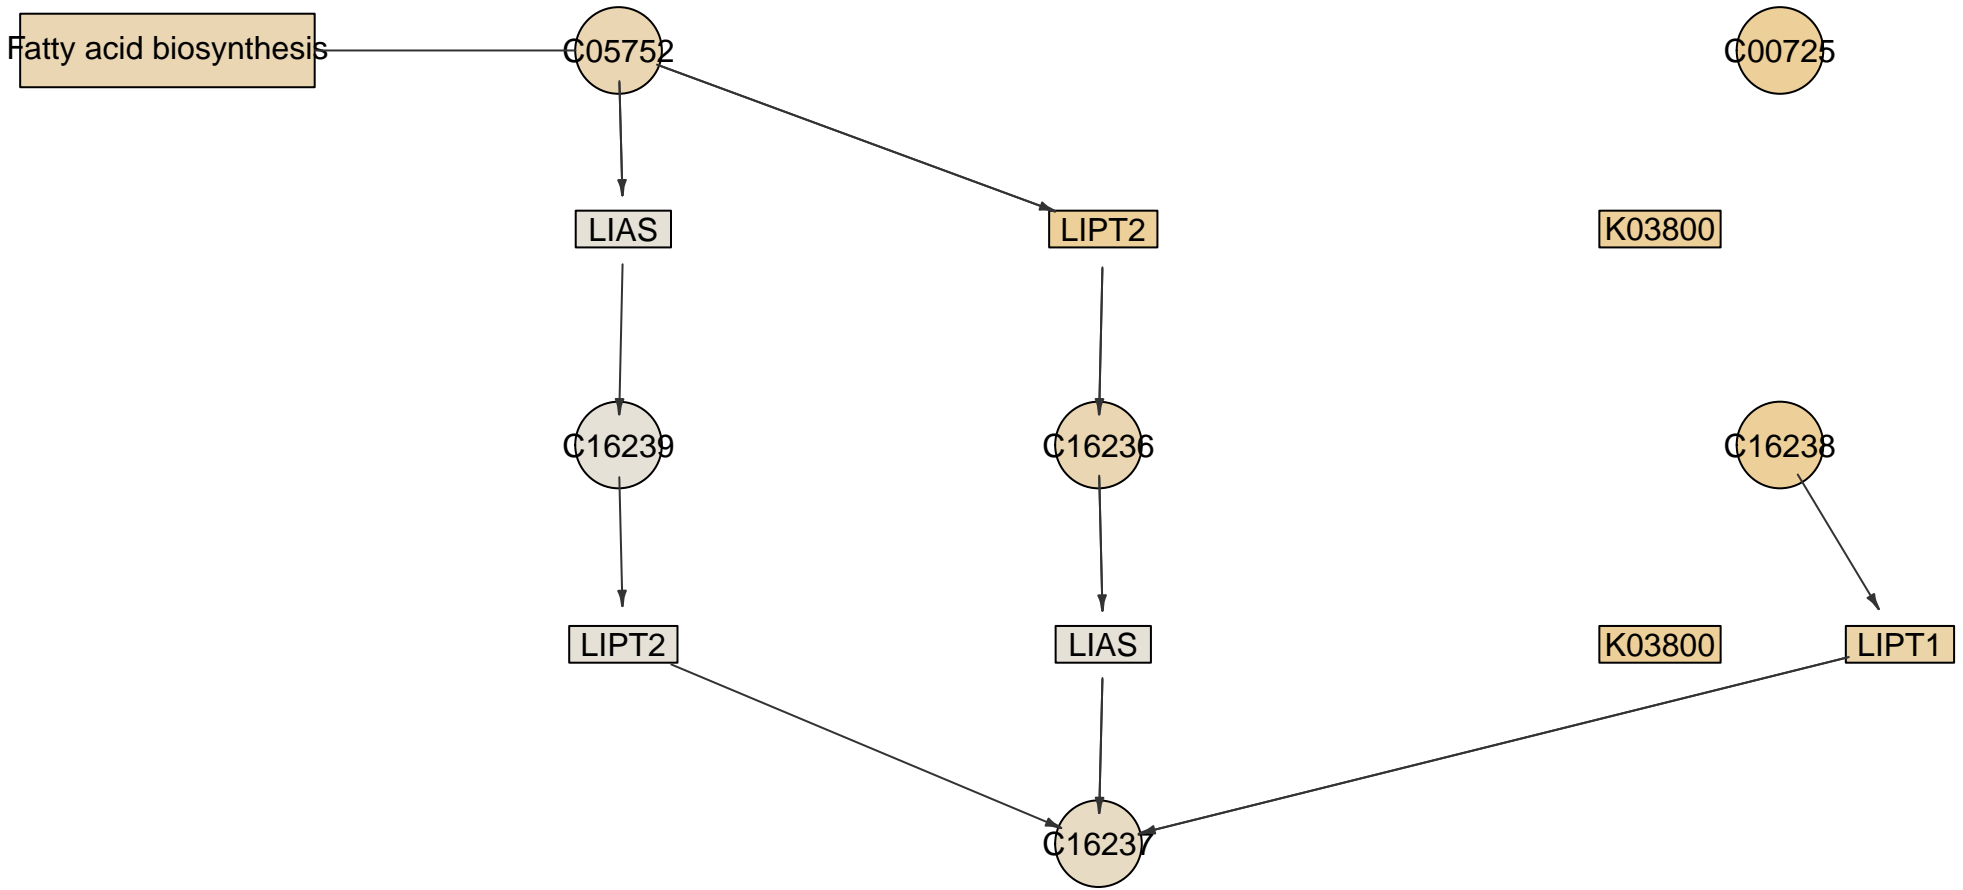 Fatty acid biosynthesis
C05752
C00725
LIAS
LIPT2
K03800
C16239
C16236
C16238
LIPT2
LIAS
K03800
LIPT1
C16237